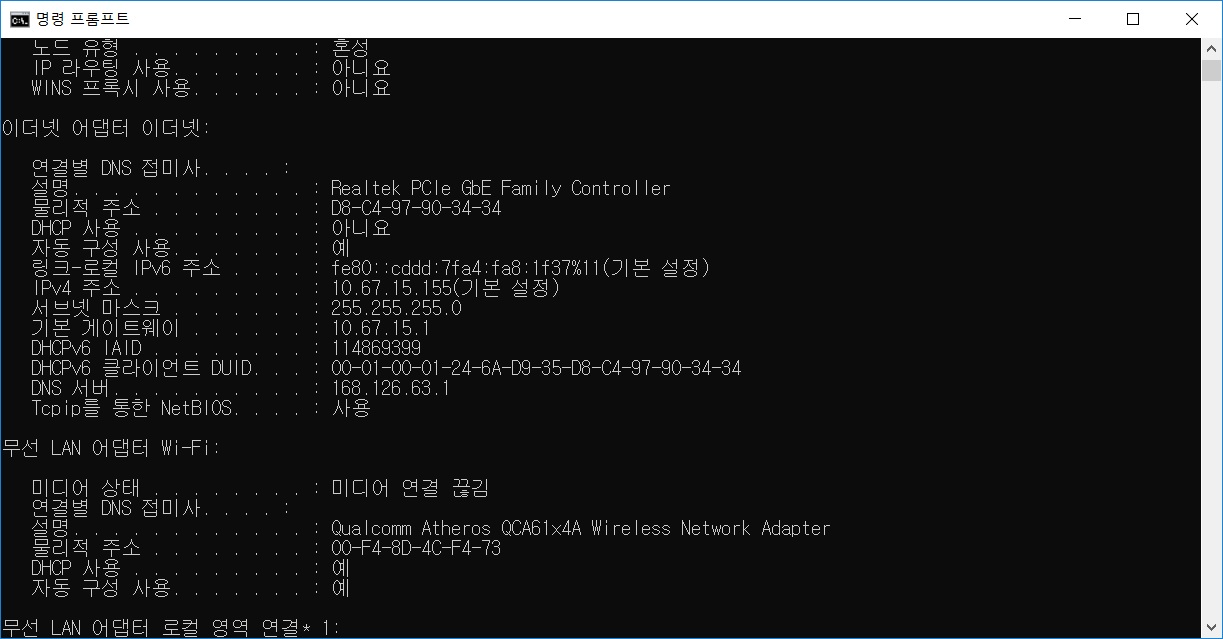 명령 프롬프트
노드 유형 . . . . . . . . . : 혼성
IP 라우팅 사용. . . . . . . : 아니요
WINS 프록시 사용. . . . . . : 아니요
이더넷 어댑터 이더넷:
연결별 DNS 접미사. . . . :
설명. . . . . . . . . . . . : Realtek PCIe GbE Family Controller
물리적 주소 . . . . . . . . : D8-C4-97-90-34-34
DHCP 사용 . . . . . . . . . : 아니요
자동 구성 사용. . . . . . . : 예
링크-로컬 IPv6 주소 . . . . : fe80::cddd:7fa4:fa8:1f37%11(기본 설정)
IPv4 주소 . . . . . . . . . : 10.67.15.155(기본 설정)
서브넷 마스크 . . . . . . . : 255.255.255.0
기본 게이트웨이 . . . . . . : 10.67.15.1
DHCPv6 IAID . . . . . . . . : 114869399
DHCPv6 클라이언트 DUID. . . : 00-01-00-01-24-6A-D9-35-D8-C4-97-90-34-34
DNS 서버. . . . . . . . . . : 168.126.63.1
Tcpip를 통한 NetBIOS. . . . : 사용
무선 LAN 어댑터 Wi-Fi:
미디어 상태 . . . . . . . . : 미디어 연결 끊김
연결별 DNS 접미사. . . . :
설명. . . . . . . . . . . . : Qualcomm Atheros QCA61x4A Wireless Network Adapter
물리적 주소 . . . . . . . . : 00-F4-8D-4C-F4-73
DHCP 사용 . . . . . . . . . : 예
자동 구성 사용. . . . . . . : 예
무선 LAN 어댑터 로컬 영역 연결* 1: